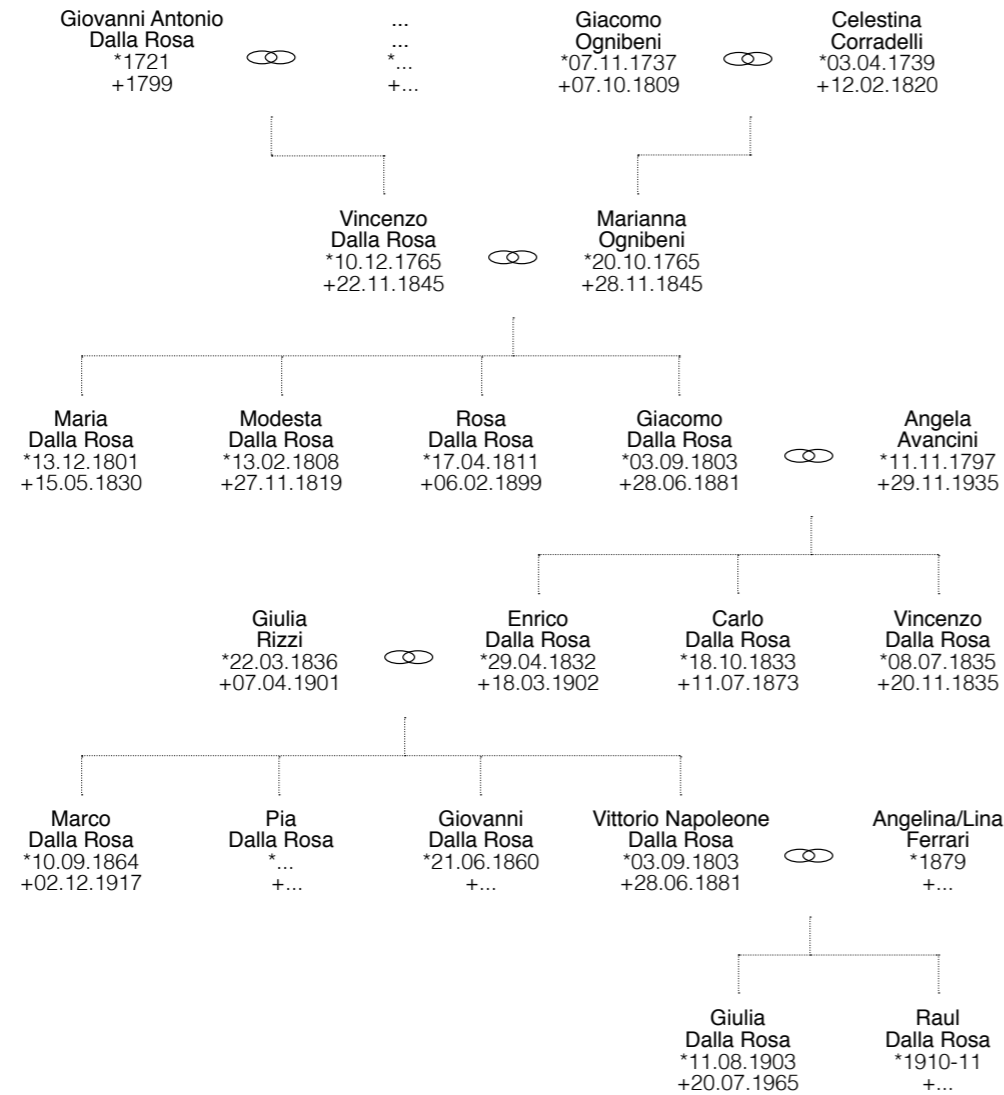 Giovanni Antonio
Dalla Rosa
*1721
+1799
...
...
*...
+...
Giacomo
Ognibeni
*07.11.1737
+07.10.1809
Celestina
Corradelli
*03.04.1739
+12.02.1820
Vincenzo
Dalla Rosa
*10.12.1765
+22.11.1845
Marianna
Ognibeni
*20.10.1765
+28.11.1845
Maria
Dalla Rosa
*13.12.1801
+15.05.1830
Modesta
Dalla Rosa
*13.02.1808
+27.11.1819
Rosa
Dalla Rosa
*17.04.1811
+06.02.1899
Giacomo
Dalla Rosa
*03.09.1803
+28.06.1881
Angela
Avancini
*11.11.1797
+29.11.1935
Giulia
Rizzi
*22.03.1836
+07.04.1901
Enrico
Dalla Rosa
*29.04.1832
+18.03.1902
Carlo
Dalla Rosa
*18.10.1833
+11.07.1873
Vincenzo
Dalla Rosa
*08.07.1835
+20.11.1835
Marco
Dalla Rosa
*10.09.1864
+02.12.1917
Pia
Dalla Rosa
*...
+...
Giovanni
Dalla Rosa
*21.06.1860
+...
Vittorio Napoleone
Dalla Rosa
*03.09.1803
+28.06.1881
Angelina/Lina
Ferrari
*1879
+...
Giulia
Dalla Rosa
*11.08.1903
+20.07.1965
Raul
Dalla Rosa
*1910-11
+...